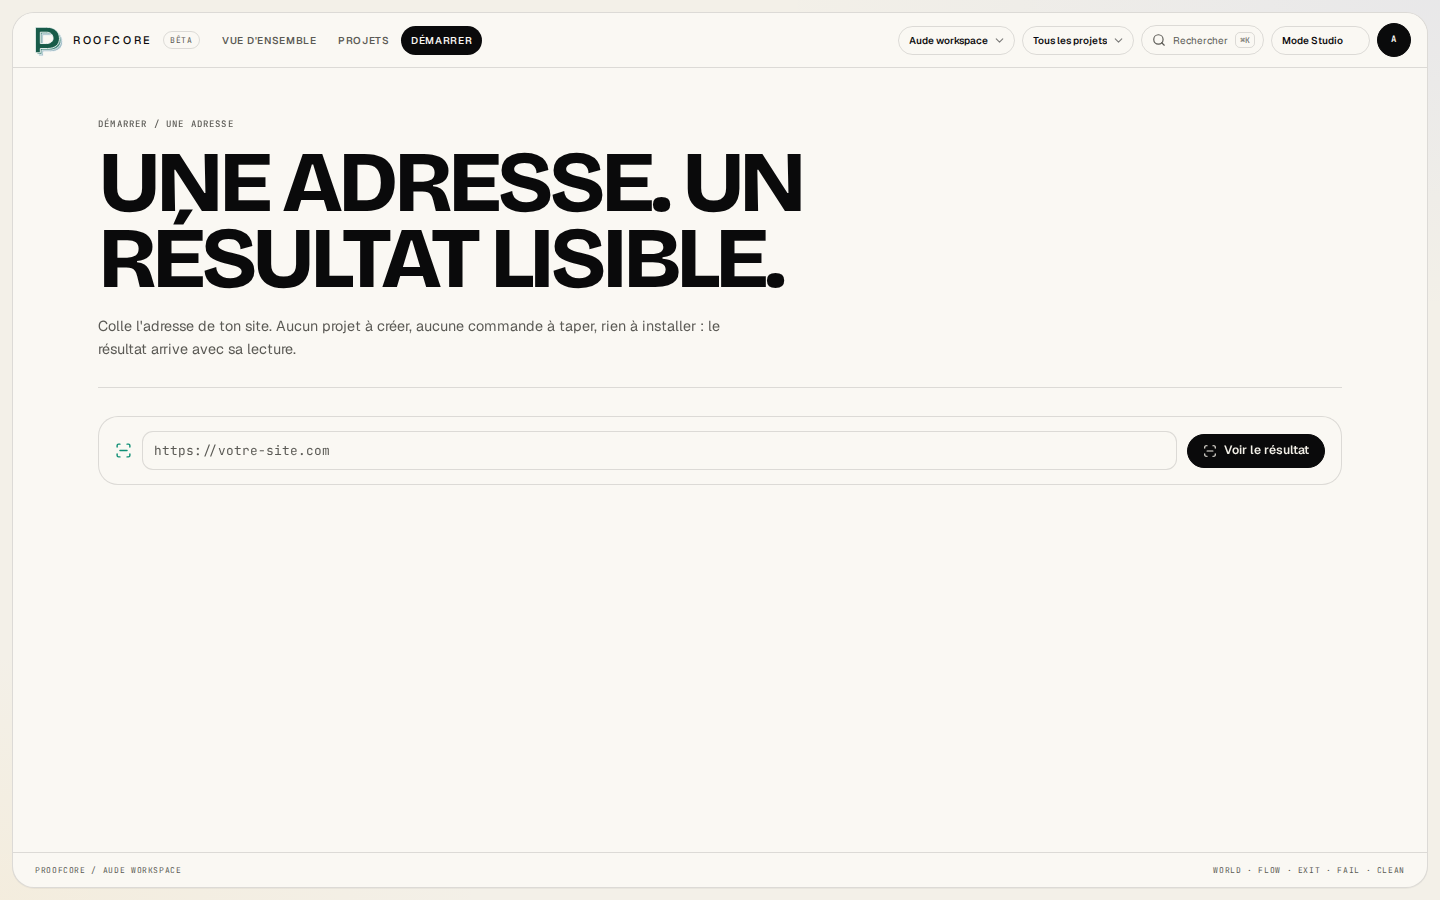 ROOFCORE
BÊTA
VUE D'ENSEMBLE
PROJETS
DÉMARRER
Aude workspace
Tous les projets
Rechercher
⌘K
Mode Studio
A
DÉMARRER / UNE ADRESSE
UNE ADRESSE. UN
RÉSULTAT LISIBLE.
Colle l'adresse de ton site. Aucun projet à créer, aucune commande à taper, rien à installer : le
résultat arrive avec sa lecture.
https://votre-site.com
Voir le résultat
PROOFCORE / AUDE WORKSPACE
WORLD · FLOW · EXIT · FAIL · CLEAN